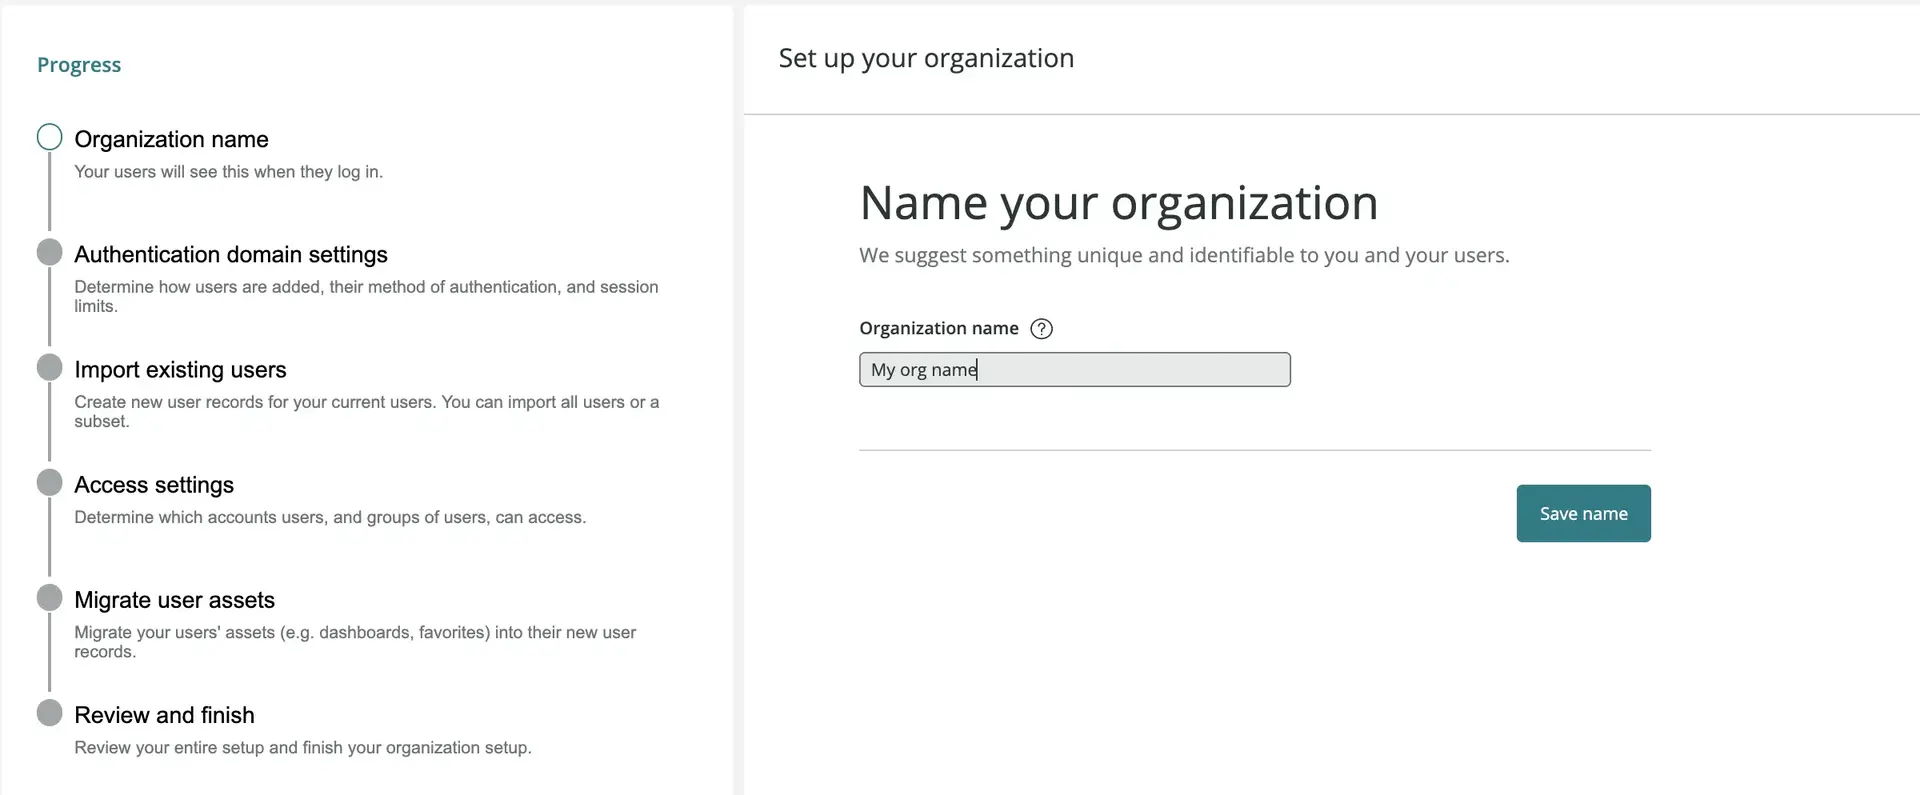 Progress
Organization name
Your users will see this when they log in.
Authentication domain settings
Determine how users are added, their method of authentication, and session
limits.
Import existing users
Create new user records for your current users. You can import all users or a
subset.
Access settings
Determine which accounts users, and groups of users, can access.
Migrate user assets
Migrate your users' assets (e.g. dashboards, favorites) into their new user
records.
Review and finish
Review your entire setup and finish your organization setup.
Set up your organization
Name your organization
We suggest something unique and identifiable to you and your users.
Organization name ?
My org name
Save name